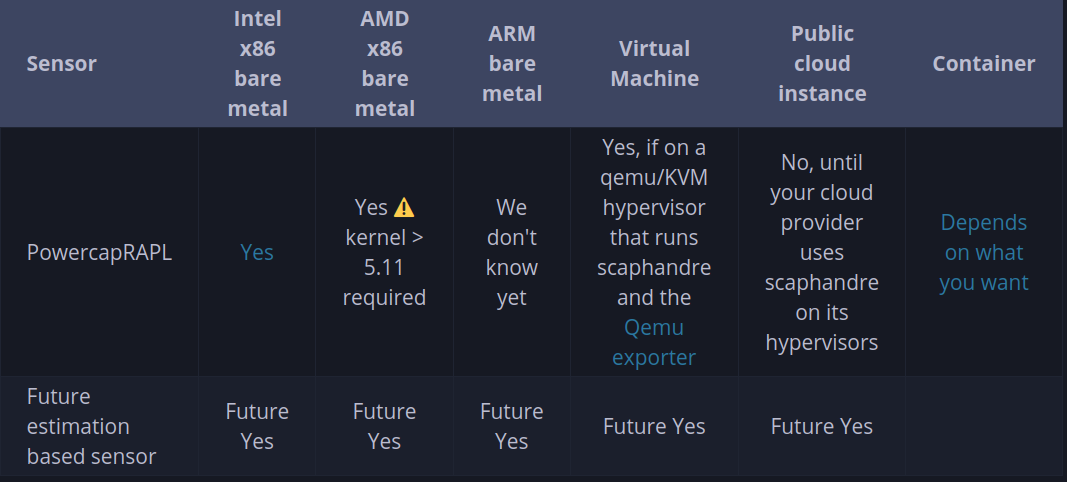 Sensor
Intel
x86
bare
metal
AMD
x86
bare
metal
ARM
bare
metal
Virtual
Machine
Public
cloud
instance
Container
PowercapRAPL
Yes
Yes ⚠️
kernel >
5.11
required
We
don't
know
yet
Yes, if on a
qemu/KVM
hypervisor
that runs
scaphandre
and the
Qemu
exporter
No, until
your cloud
provider
uses
scaphandre
on its
hypervisors
Depends
on what
you want
Future
estimation
based sensor
Future
Yes
Future
Yes
Future
Yes
Future Yes
Future Yes